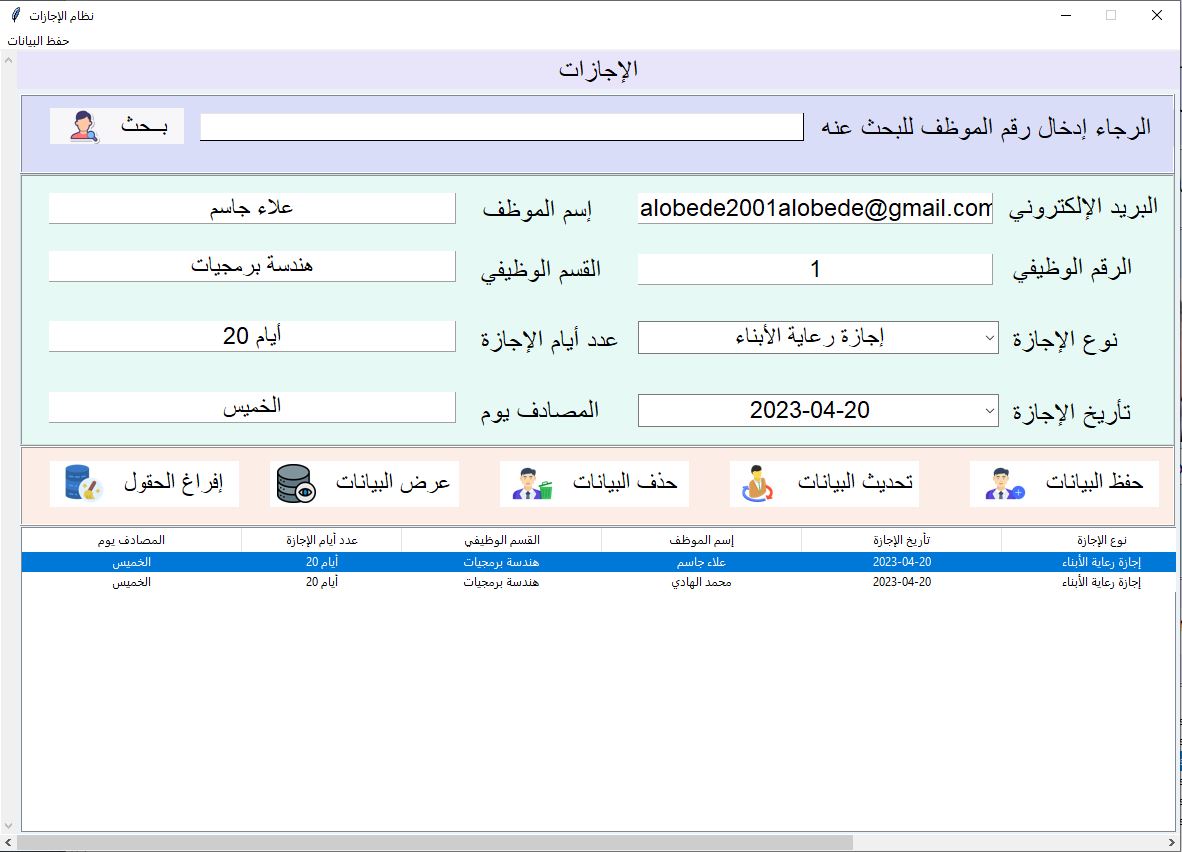 نظام الإجازات
حفظ البيانات
الإجازات
الرجاء إدخال رقم الموظف للبحث عنه
بـحث
البريد الإلكتروني alobede2001alobede@gmail.com إسم الموظف علاء جاسم
الرقم الوظيفي 1 القسم الوظيفي هندسة برمجيات
نوع الإجازة إجازة رعاية الأبناء عدد أيام الإجازة 20 أيام
تأريخ الإجازة 2023-04-20 المصادف يوم الخميس
حفظ البيانات تحديث البيانات حذف البيانات عرض البيانات إفراغ الحقول
نوع الإجازة تأريخ الإجازة إسم الموظف القسم الوظيفي عدد أيام الإجازة المصادف يوم
إجازة رعاية الأبناء 2023-04-20 علاء جاسم هندسة برمجيات 20 أيام الخميس
إجازة رعاية الأبناء 2023-04-20 محمد الهادي هندسة برمجيات 20 أيام الخميس